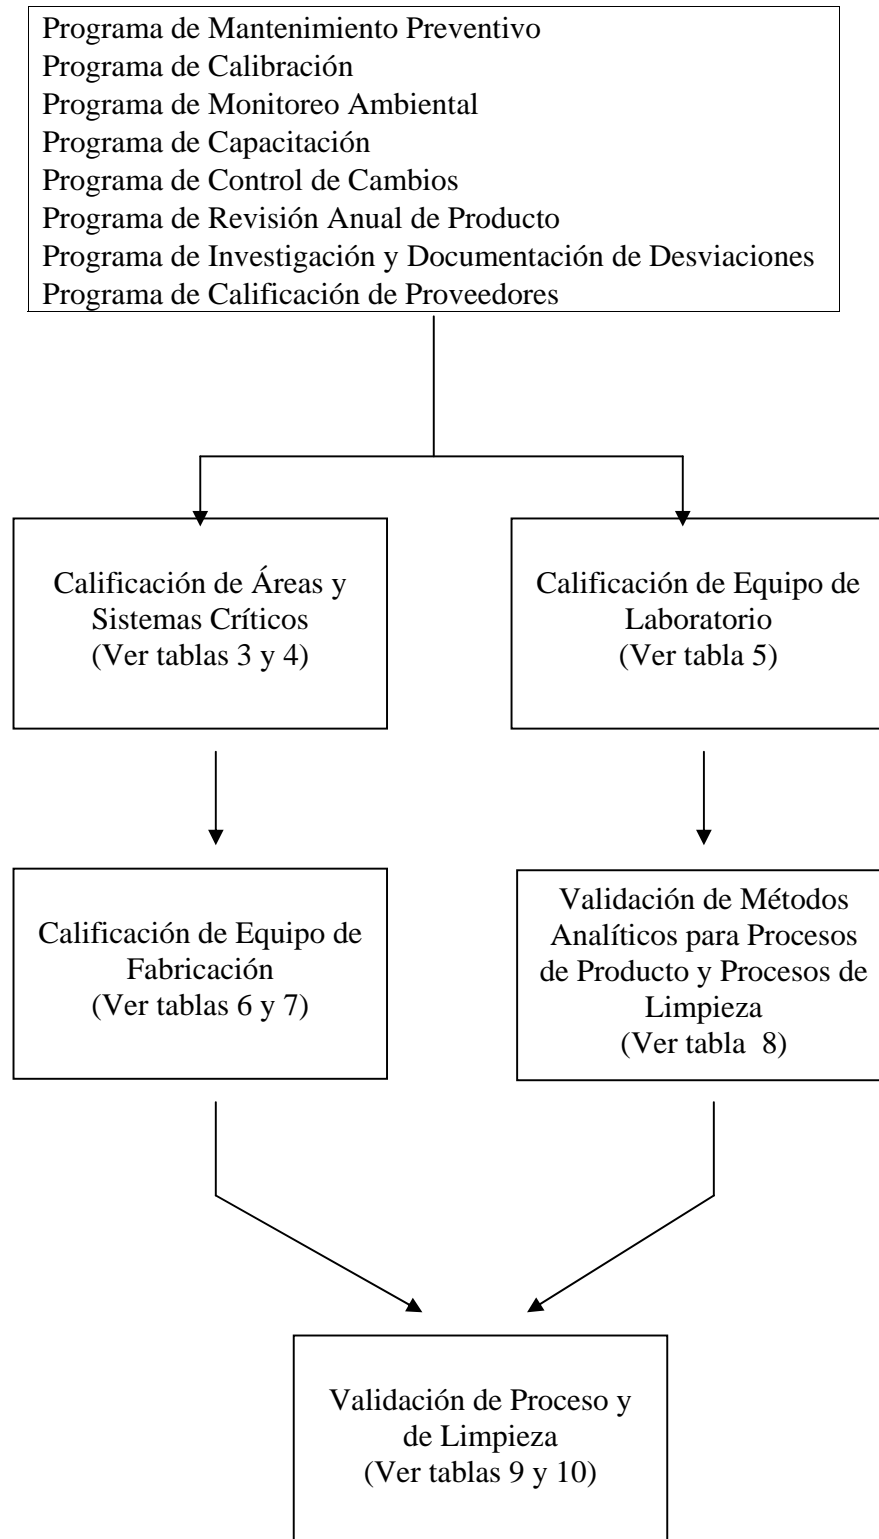 Programa de Mantenimiento Preventivo
Programa de Calibración
Programa de Monitoreo Ambiental
Programa de Capacitación
Programa de Control de Cambios
Programa de Revisión Anual de Producto
Programa de Investigación y Documentación de Desviaciones
Programa de Calificación de Proveedores
Calificación de Áreas y
Sistemas Críticos
(Ver tablas 3 y 4)
Calificación de Equipo de
Laboratorio
(Ver tabla 5)
Calificación de Equipo de
Fabricación
(Ver tablas 6 y 7)
Validación de Métodos
Analíticos para Procesos
de Producto y Procesos de
Limpieza
(Ver tabla  8)
Validación de Proceso y
de Limpieza
(Ver tablas 9 y 10)